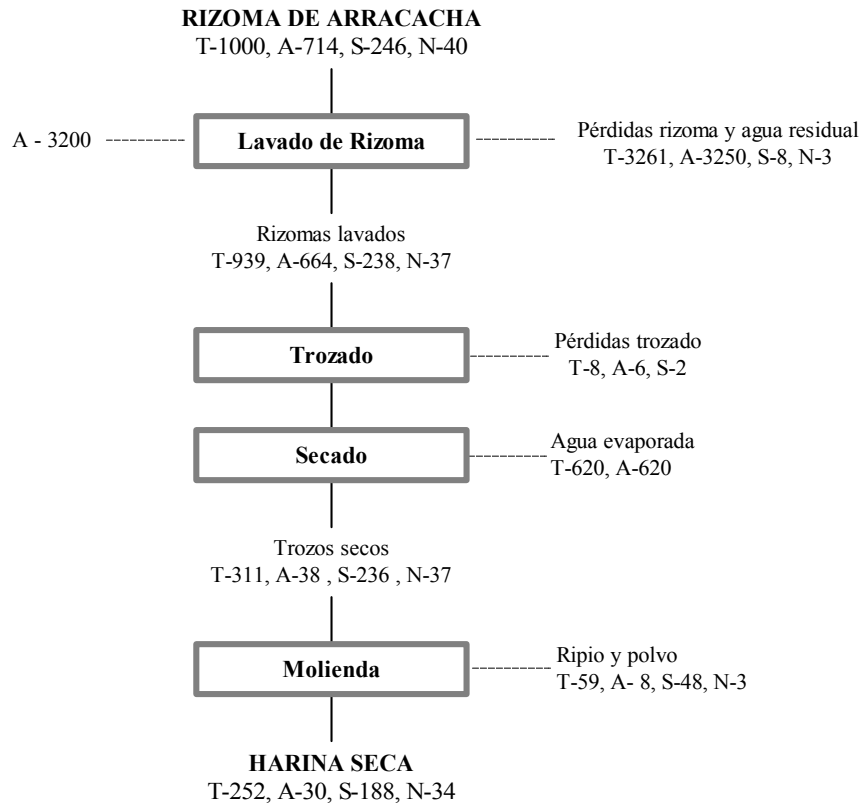 RIZOMA DE ARRACACHA
T-1000, A-714, S-246, N-40
A - 3200
Lavado de Rizoma
Pérdidas rizoma y agua residual
T-3261, A-3250, S-8, N-3
Rizomas lavados
T-939, A-664, S-238, N-37
Trozado
Pérdidas trozado
T-8, A-6, S-2
Secado
Agua evaporada
T-620, A-620
Trozos secos
T-311, A-38 , S-236 , N-37
Molienda
Ripio y polvo
T-59, A- 8, S-48, N-3
HARINA SECA
T-252, A-30, S-188, N-34